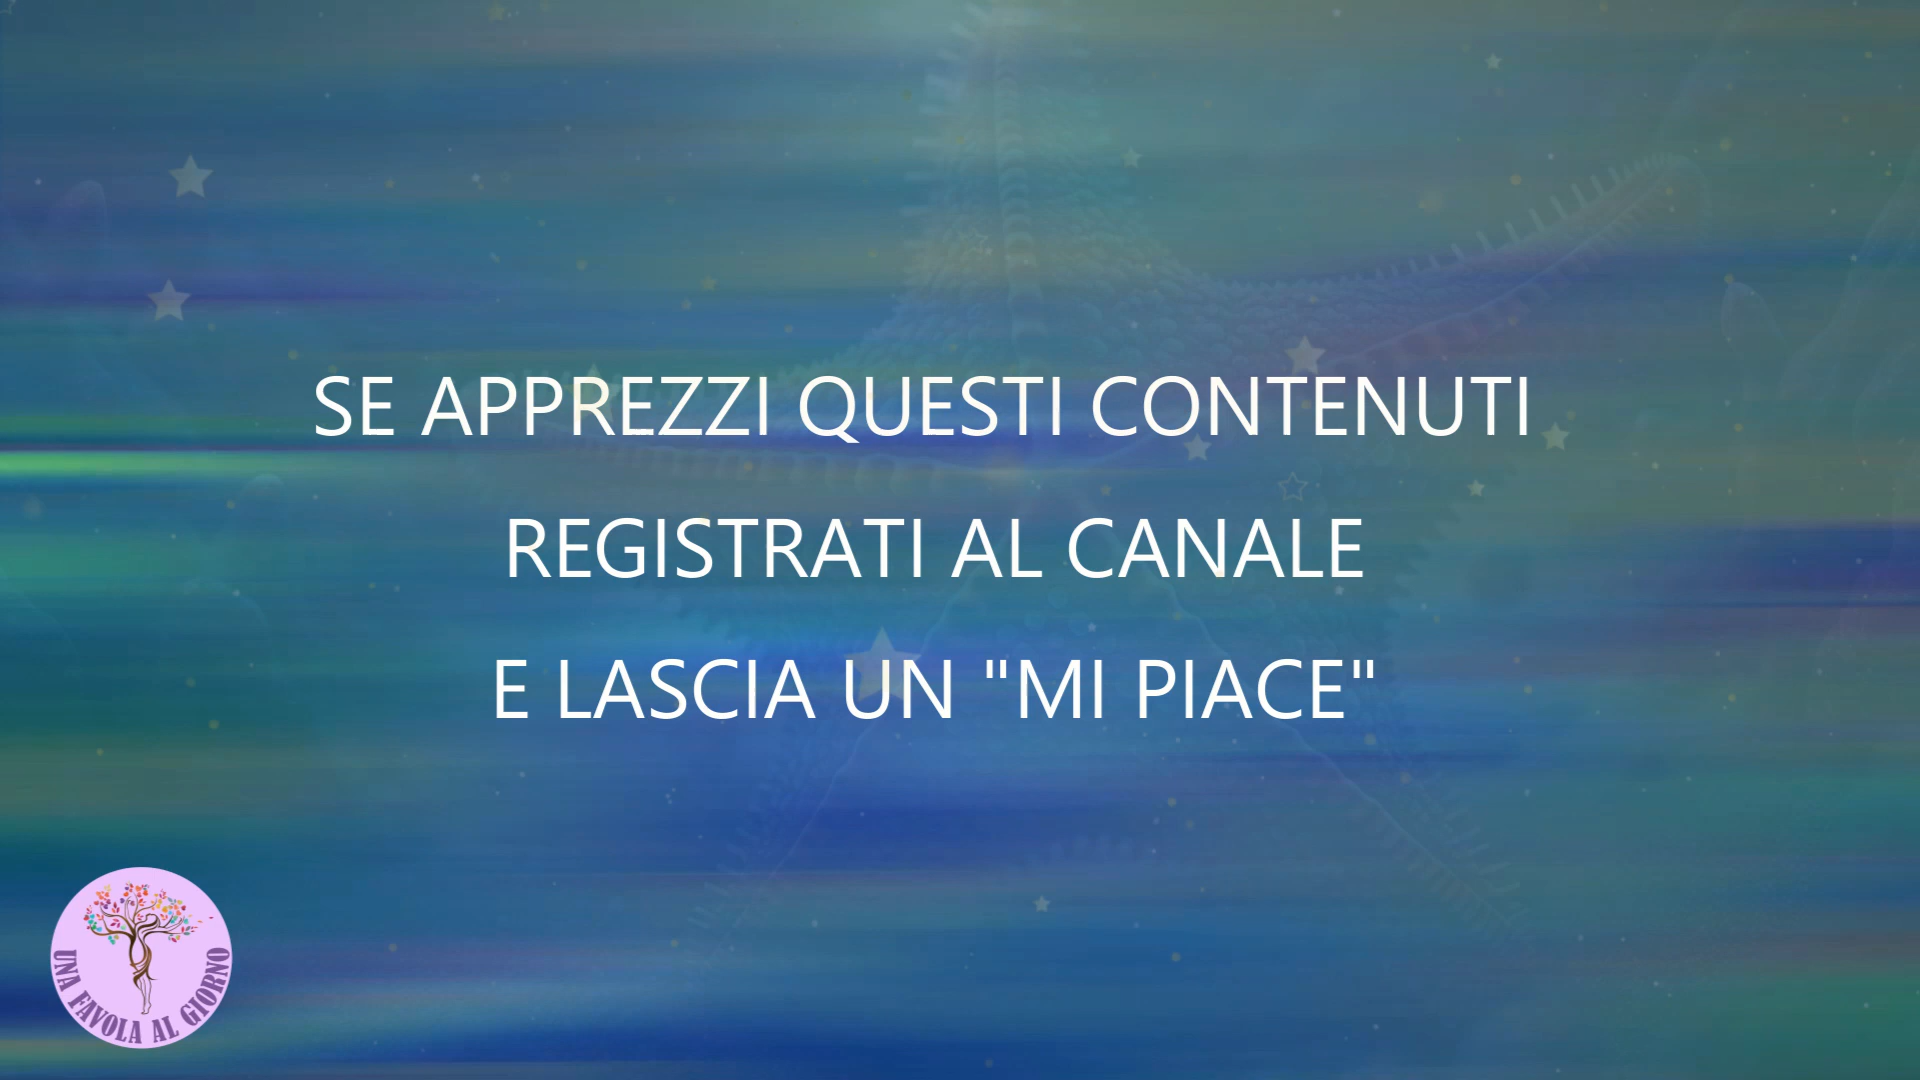 SE APPREZZI QUESTI CONTENUTI
REGISTRATI AL CANALE
E LASCIA UN "MI PIACE"
UNA FAVOLA AL GIORNO